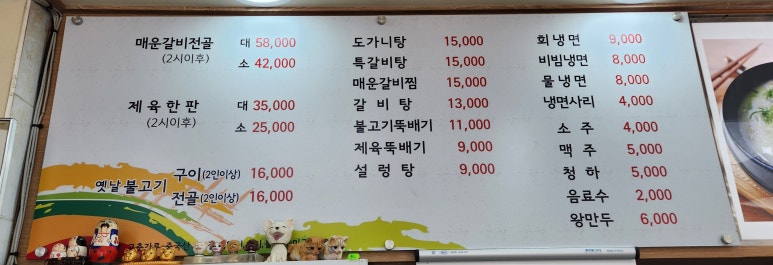 매운갈비전골 대 58,000
(2시이후) 소 42,000
제육한판 대 35,000
(2시이후) 소 25,000
옛날 불고기 구이(2인이상) 16,000
전골(2인이상) 16,000
도가니탕 15,000
특갈비탕 15,000
매운갈비찜 15,000
갈비탕 13,000
불고기뚝배기 11,000
제육뚝배기 9,000
설렁탕 9,000
회냉면 9,000
비빔냉면 8,000
물냉면 8,000
냉면사리 4,000
소주 4,000
맥주 5,000
청하 5,000
음료수 2,000
왕만두 6,000